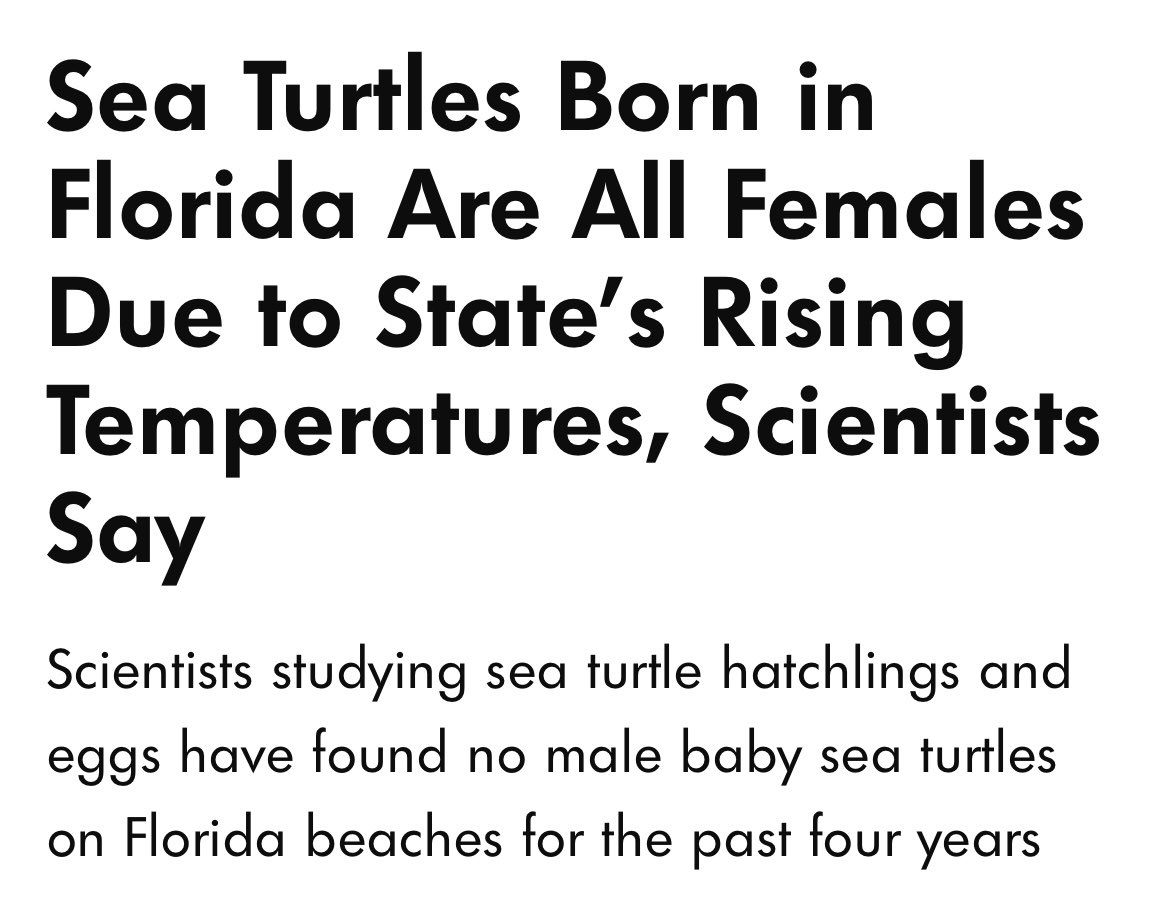 Sea Turtles Born in
Florida Are All Females
Due to State’s Rising
Temperatures, Scientists
Say
Scientists studying sea turtle hatchlings and
eggs have found no male baby sea turtles
on Florida beaches for the past four years